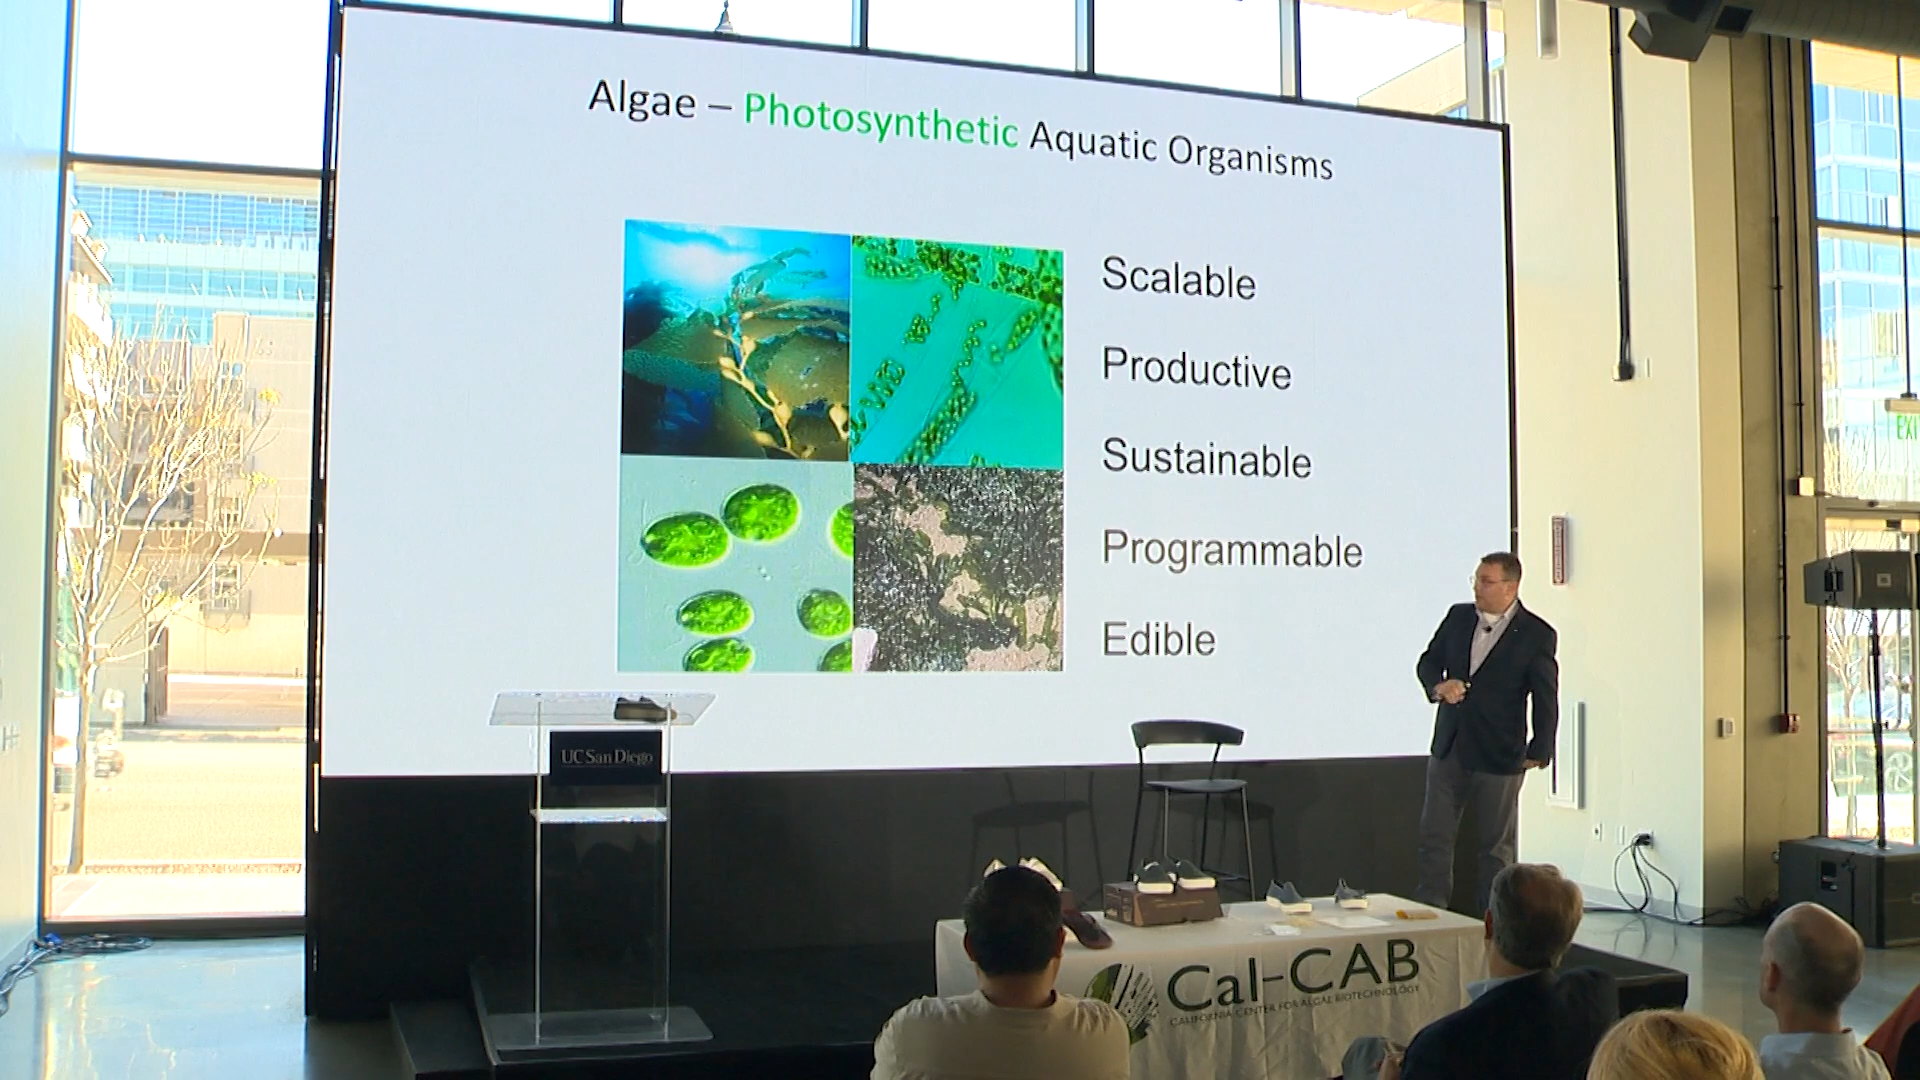 Algae – Photosynthetic Aquatic Organisms
Scalable
Productive
Sustainable
Programmable
Edible
UC San Diego
EXI
Cal-CAB
CALIFORNIA CENTER FOR ALGAE BIOTECHNOLOGY